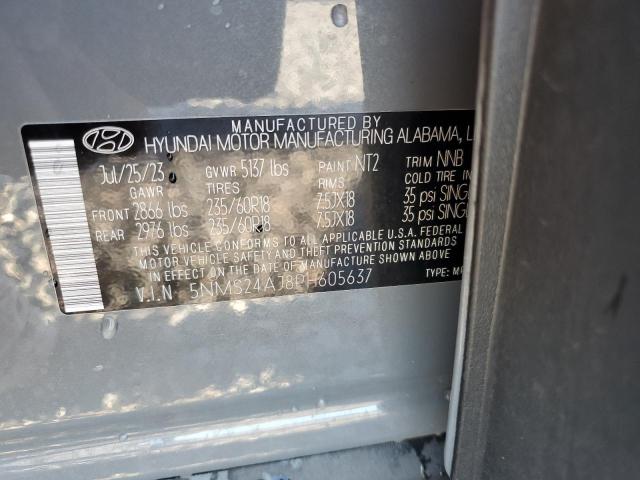 MANUFACTURED BY
HYUNDAI MOTOR MANUFACTURING ALABAMA, L
Jul/25/23 GVWR 5137 lbs PAINT NT2 TRIM NNB
GAWR TIRES RIMS COLD TIRE IN
FRONT 2866 lbs 235/60R18 7.5JX18 35 psi SINGL
REAR 2976 lbs 235/60R18 7.5JX18 35 psi SINGL
THIS VEHICLE CONFORMS TO ALL APPLICABLE U.S.A. FEDERAL
MOTOR VEHICLE SAFETY AND THEFT PREVENTION STANDARDS
IN EFFECT ON THE DATE OF MANUFACTURE SHOWN ABOVE.
V.I.N 5NMS24AJ8PH605637 TYPE: M